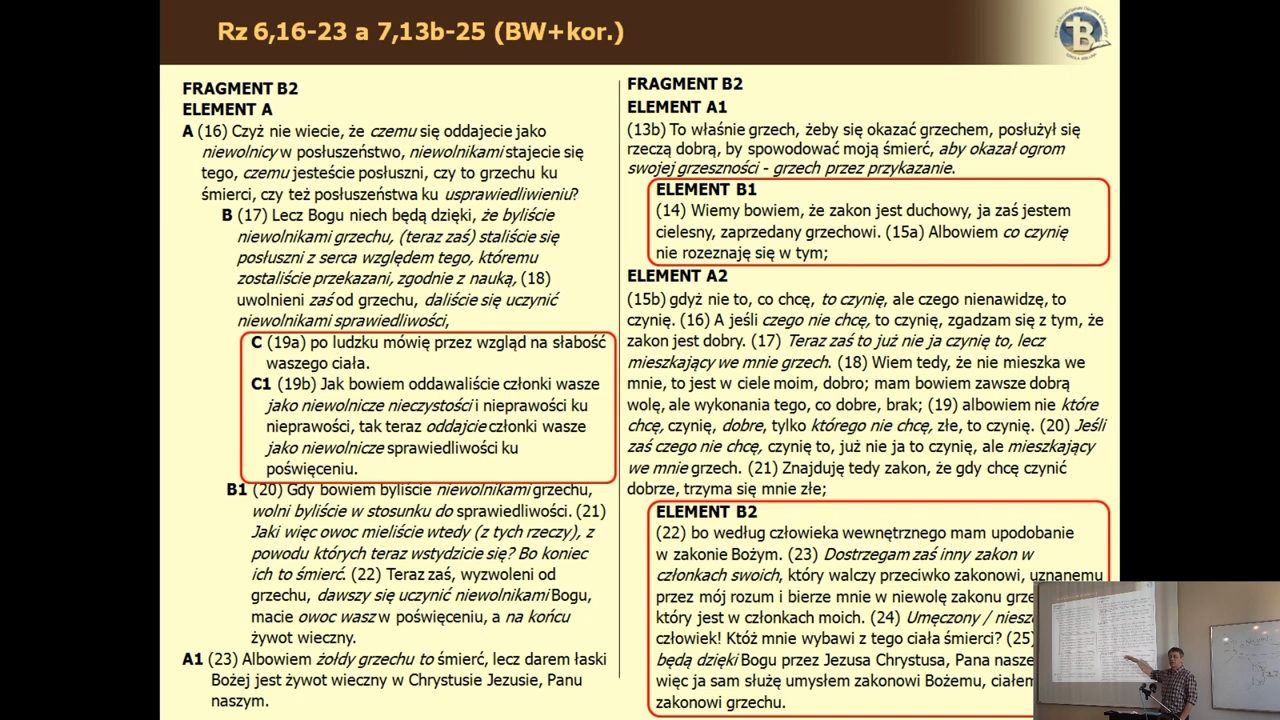 Rz 6,16-23 a 7,13b-25 (BW+kor.)
FRAGMENT B2
ELEMENT A
A (16) Czyż nie wiecie, że czemu się oddajecie jako
niewolnicy w posłuszeństwo, niewolnikami stajecie się
tego, czemu jesteście posłuszni, czy to grzechu ku
śmierci, czy też posłuszeństwa ku usprawiedliwieniu?
B (17) Lecz Bogu niech będą dzięki, że byliście
niewolnikami grzechu, (teraz zaś) staliście się
posłuszni z serca względem tego, któremu
zostaliście przekazani, zgodnie z nauką, (18)
uwolnieni zaś od grzechu, daliście się uczynić
niewolnikami sprawiedliwości,
C (19a) po ludzku mówię przez wzgląd na słabość
waszego ciała.
C1 (19b) Jak bowiem oddawaliście członki wasze
jako niewolnicze nieczystości i nieprawości ku
nieprawości, tak teraz oddajcie członki wasze
jako niewolnicze sprawiedliwości ku
poświęceniu.
B1 (20) Gdy bowiem byliście niewolnikami grzechu,
wolni byliście w stosunku do sprawiedliwości. (21)
Jaki więc owoc mieliście wtedy (z tych rzeczy), z
powodu których teraz wstydzicie się? Bo koniec
ich to śmierć. (22) Teraz zaś, wyzwoleni od
grzechu, dawszy się uczynić niewolnikami Bogu,
macie owoc wasz w poświęceniu, a na końcu
żywot wieczny.
A1 (23) Albowiem żołdy grzechu to śmierć, lecz darem łaski
Bożej jest żywot wieczny w Chrystusie Jezusie, Panu
naszym.
FRAGMENT B2
ELEMENT A1
(13b) To właśnie grzech, żeby się okazać grzechem, posłużył się
rzeczą dobrą, by spowodować moją śmierć, aby okazał ogrom
swojej grzeszności - grzech przez przykazanie.
ELEMENT B1
(14) Wiemy bowiem, że zakon jest duchowy, ja zaś jestem
cielesny, zaprzedany grzechowi. (15a) Albowiem co czynię
nie rozeznaję się w tym;
ELEMENT A2
(15b) gdyż nie to, co chcę, to czynię, ale czego nienawidzę, to
czynię. (16) A jeśli czego nie chcę, to czynię, zgadzam się z tym, że
zakon jest dobry. (17) Teraz zaś to już nie ja czynię to, lecz
mieszkający we mnie grzech. (18) Wiem tedy, że nie mieszka we
mnie, to jest w ciele moim, dobro; mam bowiem zawsze dobrą
wolę, ale wykonania tego, co dobre, brak; (19) albowiem nie które
chcę, czynię, dobre, tylko którego nie chcę, złe, to czynię. (20) Jeśli
zaś czego nie chcę, czynię to, już nie ja to czynię, ale mieszkający
we mnie grzech. (21) Znajduję tedy zakon, że gdy chcę czynić
dobrze, trzyma się mnie złe;
ELEMENT B2
(22) bo według człowieka wewnętrznego mam upodobanie
w zakonie Bożym. (23) Dostrzegam zaś inny zakon w
członkach swoich, który walczy przeciwko zakonowi, uznanemu
przez mój rozum i bierze mnie w niewolę zakonu grze
który jest w członkach moich. (24) Umęczony / niesz
człowiek! Któż mnie wybawi z tego ciała śmierci? (25)
będą dzięki Bogu przez Jezusa Chrystusa, Pana nasze
więc ja sam służę umysłem zakonowi Bożemu, ciałem
zakonowi grzechu.